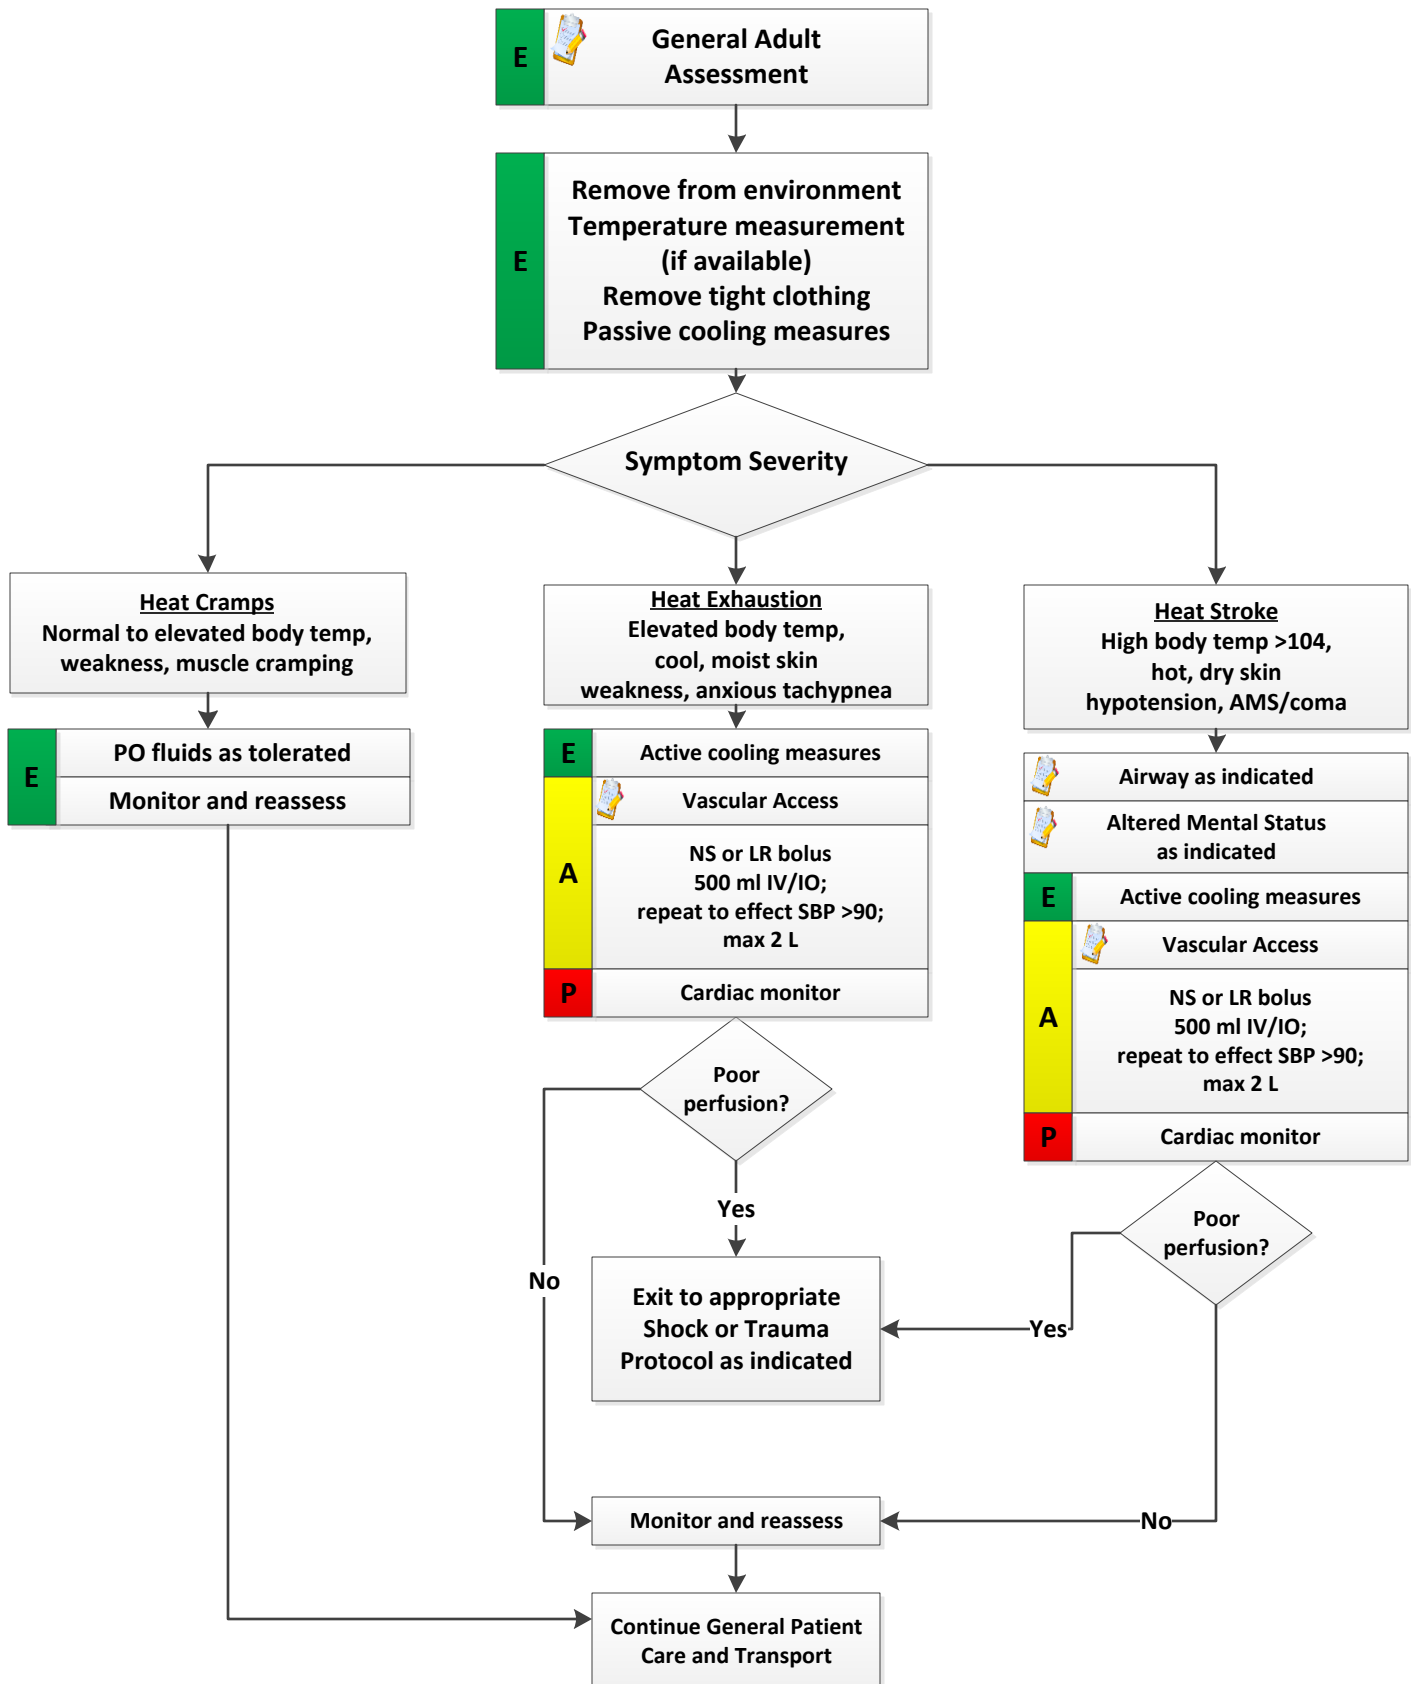 E
General Adult
Assessment
E
Remove from environment
Temperature measurement
(if available)
Remove tight clothing
Passive cooling measures
Symptom Severity
Heat Cramps
Normal to elevated body temp,
weakness, muscle cramping
E
PO fluids as tolerated
Monitor and reassess
Heat Exhaustion
Elevated body temp,
cool, moist skin
weakness, anxious tachypnea
E
Active cooling measures
A
Vascular Access
NS or LR bolus
500 ml IV/IO;
repeat to effect SBP >90;
max 2 L
P
Cardiac monitor
Poor
perfusion?
Yes
No
Heat Stroke
High body temp >104,
hot, dry skin
hypotension, AMS/coma
Airway as indicated
Altered Mental Status
as indicated
E
Active cooling measures
A
Vascular Access
NS or LR bolus
500 ml IV/IO;
repeat to effect SBP >90;
max 2 L
P
Cardiac monitor
Poor
perfusion?
Yes
No
Exit to appropriate
Shock or Trauma
Protocol as indicated
Monitor and reassess
Continue General Patient
Care and Transport